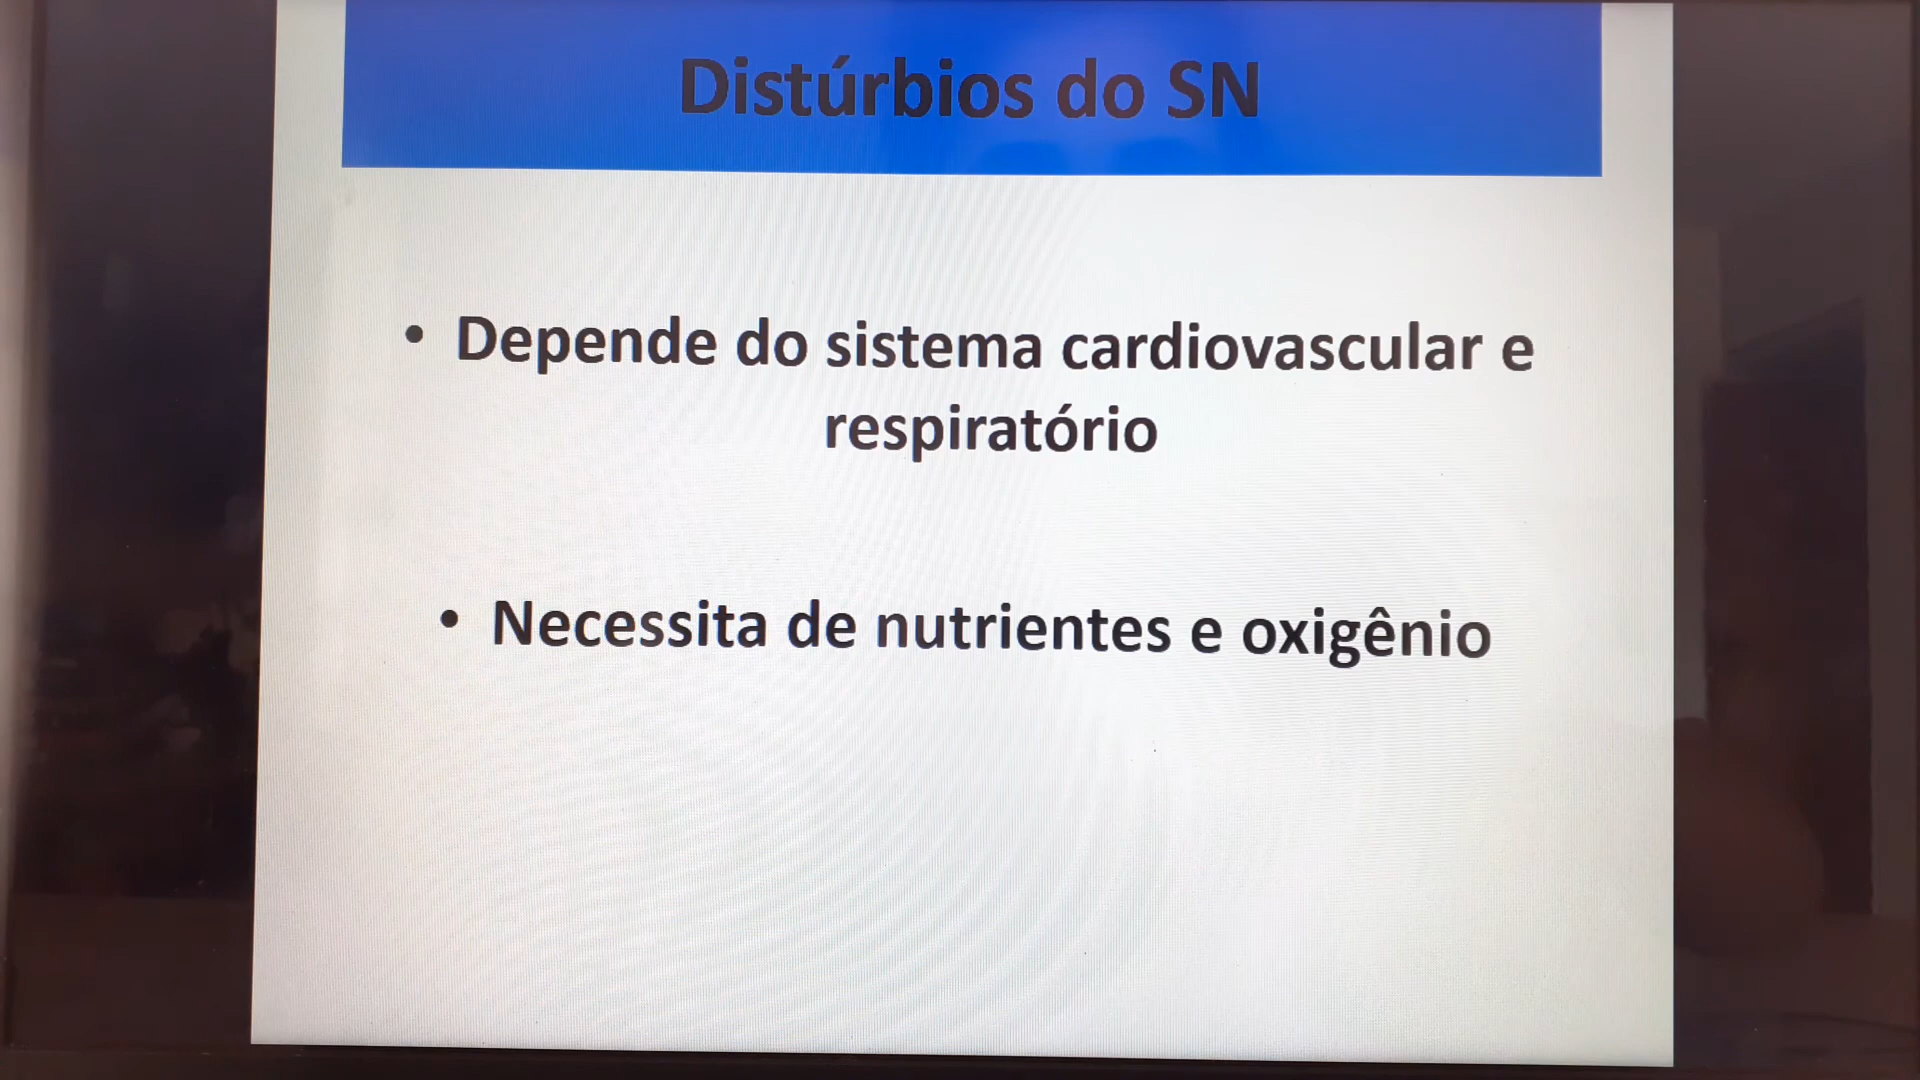 Distúrbios do SN
• Depende do sistema cardiovascular e
respiratório
• Necessita de nutrientes e oxigênio